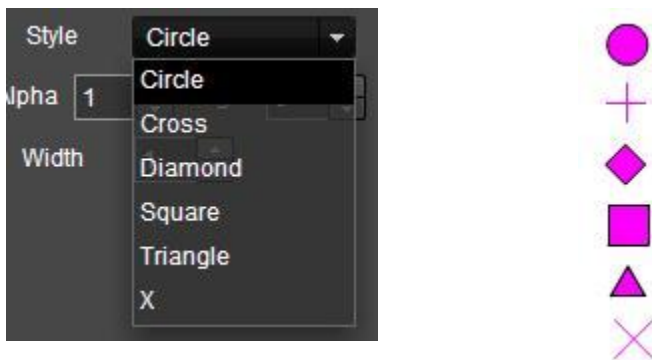 Style Circle
Circle
lpha 1
Cross
Width
Diamond
Square
Triangle
X